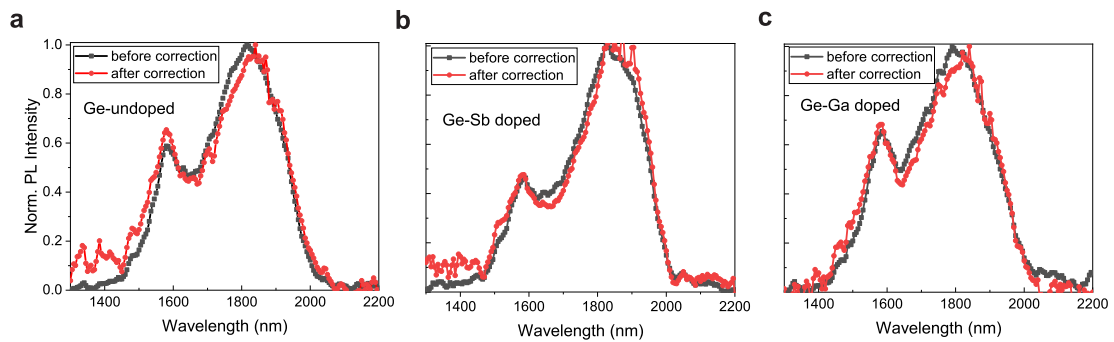 a
b
c
before correction
after correction
Ge-undoped
before correction
after correction
Ge-Sb doped
before correction
after correction
Ge-Ga doped
Norm. PL Intensity
1.0
0.8
0.6
0.4
0.2
0.0
1400 1600 1800 2000 2200
1400 1600 1800 2000 2200
1400 1600 1800 2000 2200
Wavelength (nm)
Wavelength (nm)
Wavelength (nm)